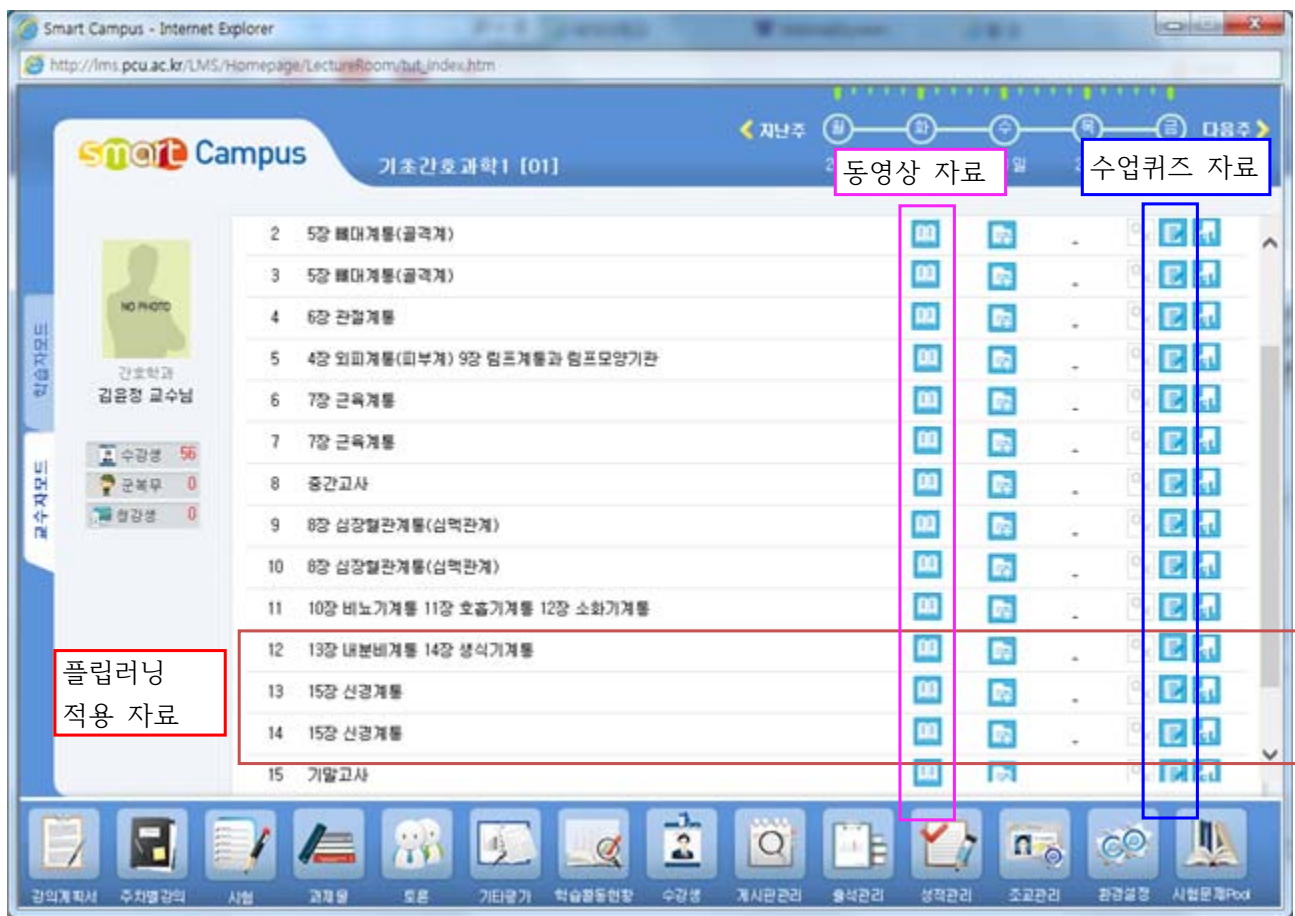 Smart Campus - Internet Explorer
http://lms.pcu.ac.kr/LMS/Homepage/LectureRoom/tut_index.htm
smart Campus
기초간호과학1 [01]
지난주 월 화 수 목 금 다음주
동영상 자료
일
수업퀴즈 자료
NO PHOTO
간호학과
김윤정 교수님
수강생 56
군복무 0
청강생 0
학습자모드
교수자모드
2 5장 뼈대계통(골격계)
3 5장 뼈대계통(골격계)
4 6장 관절계통
5 4장 외피계통(피부계) 9장 림프계통과 림프모양기관
6 7장 근육계통
7 7장 근육계통
8 중간고사
9 8장 심장혈관계통(심맥관계)
10 8장 심장혈관계통(심맥관계)
11 10장 비뇨기계통 11장 호흡기계통 12장 소화기계통
12 13장 내분비계통 14장 생식기계통
13 15장 신경계통
14 15장 신경계통
15 기말고사
플립러닝
적용 자료
강의계획서 주차별강의 시험 과제물 토론 기타평가 학습활동현황 수강생 게시판관리 출석관리 성적관리 조교관리 환경설정 시험문제Pool